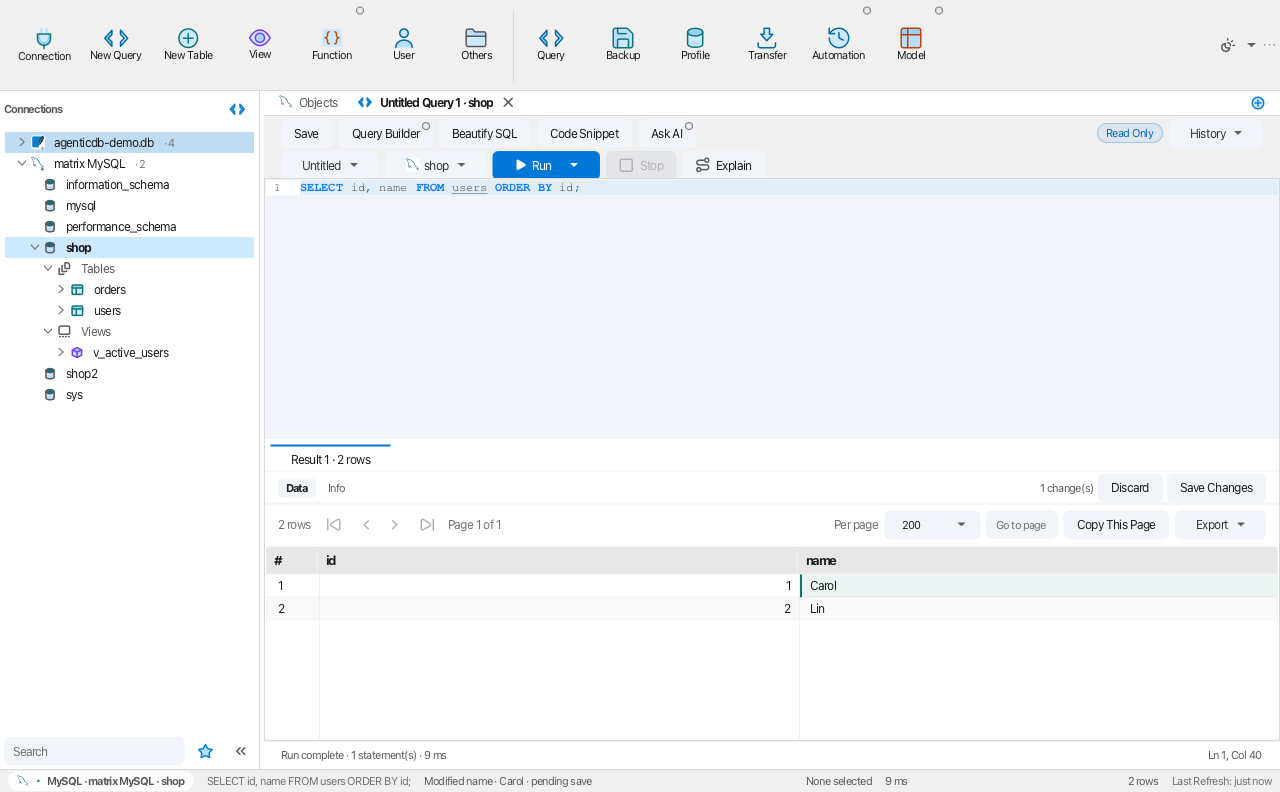 Connection
New Query
New Table
View
Function
User
Others
Query
Backup
Profile
Transfer
Automation
Model
Connections
agenticdb-demo.db · 4
matrix MySQL · 2
information_schema
mysql
performance_schema
shop
Tables
orders
users
Views
v_active_users
shop2
sys
Search
Objects
Untitled Query 1 · shop
Save
Query Builder
Beautify SQL
Code Snippet
Ask AI
Read Only
History
Untitled
shop
Run
Stop
Explain
1 SELECT id, name FROM users ORDER BY id;
Result 1 · 2 rows
Data
Info
1 change(s)
Discard
Save Changes
2 rows
Page 1 of 1
Per page
200
Go to page
Copy This Page
Export
# id name
1 1 Carol
2 2 Lin
Run complete · 1 statement(s) · 9 ms
Ln 1, Col 40
MySQL · matrix MySQL · shop
SELECT id, name FROM users ORDER BY id;
Modified name · Carol · pending save
None selected
9 ms
2 rows
Last Refresh: just now